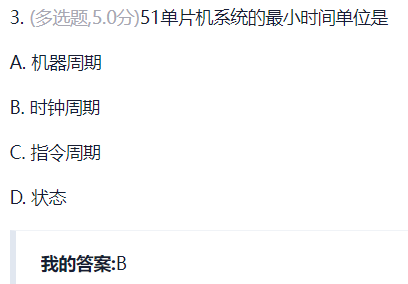 3. (多选题,5.0分)51单片机系统的最小时间单位是
A. 机器周期
B. 时钟周期
C. 指令周期
D. 状态
我的答案:B